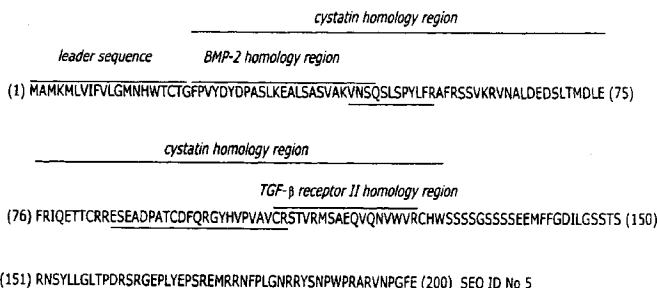 cystatin homology region
leader sequence BMP-2 homology region
(1) MAMKMLVIFVLGMNHWTCTGFPVYDYDPASLKEALSASVAKVNSQSLSPYLFRAFRSSVKRVNALDEDSLTMDLE (75)
cystatin homology region
TGF-β receptor II homology region
(76) FRIQETTCRRESEADPATCDFQRGYHVPVAVCRSTVRMSAEQVQNVWVRCHWSSSSGSSSSEEMFFGDILGSSTS (150)
(151) RNSYLLGLTPDRSRGEPLYEPSREMRRNFPLGNRRYSNPWPRARVNPGFE (200) SEQ ID No 5